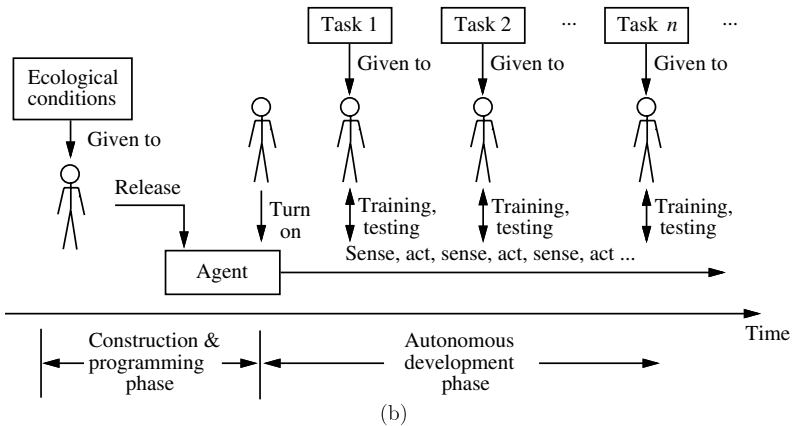 Task 1
Task 2
...
Task n
...
Given to
Given to
Given to
Ecological
conditions
Given to
Release
Turn
on
Training,
testing
Training,
testing
Training,
testing
Agent
Sense, act, sense, act, sense, act ...
Time
Construction &
programming
phase
Autonomous
development
phase
(b)